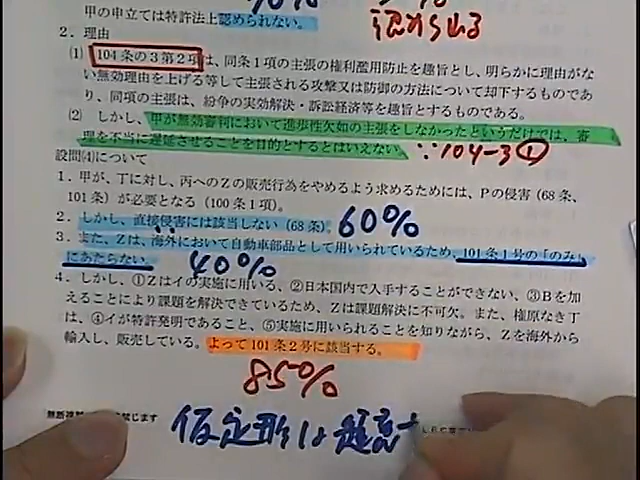 甲の申立ては特許法上認められない。
認められる
2．理由
(1) 104条の3第2項は、同条1項の主張の権利濫用防止を趣旨とし、明らかに理由がな
い無効理由を上げる等して主張される攻撃又は防御の方法について却下するものであ
り、同項の主張は、紛争の実効解決・訴訟経済等を趣旨とするものである。
(2) しかし、甲が無効審判において進歩性欠如の主張をしなかったというだけでは、審
理を不当に遅延させることを目的とするとはいえない。
∵104-3①
設問⑷について
1．甲が、丁に対し、丙へのZの販売行為をやめるよう求めるためには、Pの侵害（68条、
101条）が必要となる（100条1項）。
2．しかし、直接侵害には該当しない（68条）。
60%
3．また、Zは、海外において自動車部品として用いられているため、101条1号の「のみ」
にあたらない。
40%
4．しかし、①Zはイの実施に用いる、②日本国内で入手することができない、③Bを加
えることにより課題を解決できているため、Zは課題解決に不可欠。また、権原なき丁
は、④イが特許発明であること、⑤実施に用いられることを知りながら、Zを海外から
輸入し、販売している。よって101条2号に該当する。
85%
仮定形は題意